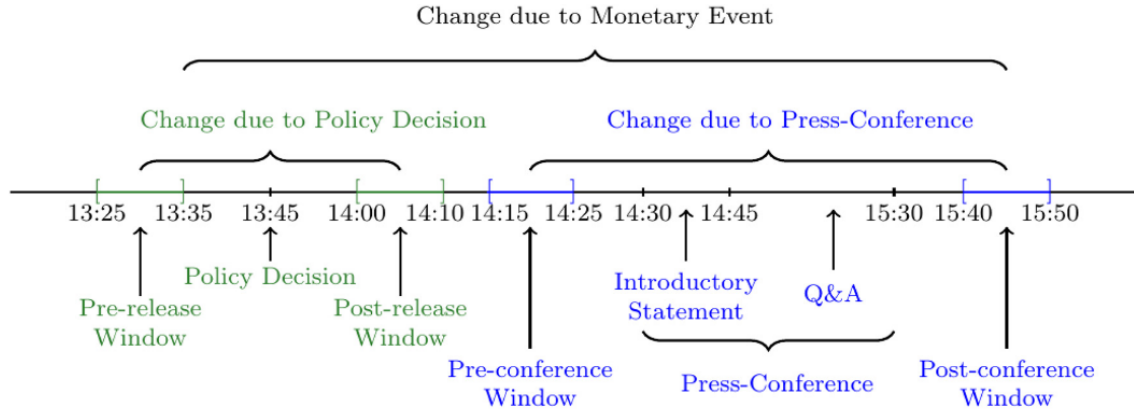 Change due to Monetary Event
Change due to Policy Decision
Change due to Press-Conference
13:25 13:35 13:45 14:00 14:10 14:15 14:25 14:30 14:45 15:30 15:40 15:50
Policy Decision
Pre-release
Window
Post-release
Window
Introductory
Statement
Q&A
Pre-conference
Window
Press-Conference
Post-conference
Window